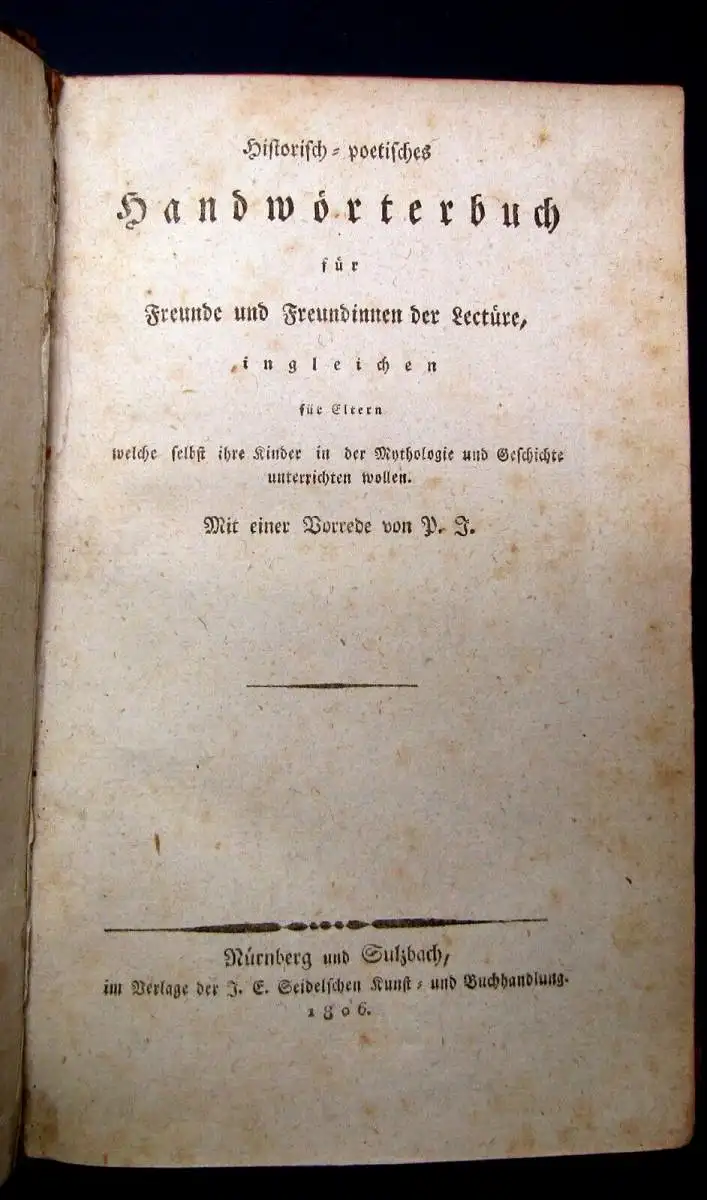 Historisch-poetisches
Handwörterbuch
für
Freunde und Freundinnen der Lectüre,
ingleichen
für Eltern
welche selbst ihre Kinder in der Mythologie und Geschichte
unterrichten wollen.
Mit einer Vorrede von P. J.
Nürnberg und Sulzbach,
im Verlage der J. E. Seidelschen Kunst- und Buchhandlung.
1806.